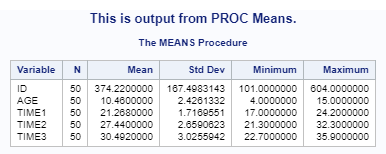 This is output from PROC Means.
The MEANS Procedure
Variable N Mean Std Dev Minimum Maximum
ID 50 374.2200000 167.4983143 101.0000000 604.0000000
AGE 50 10.4600000 2.4261332 4.0000000 15.0000000
TIME1 50 21.2680000 1.7169551 17.0000000 24.2000000
TIME2 50 27.4400000 2.6590623 21.3000000 32.3000000
TIME3 50 30.4920000 3.0255942 22.7000000 35.9000000